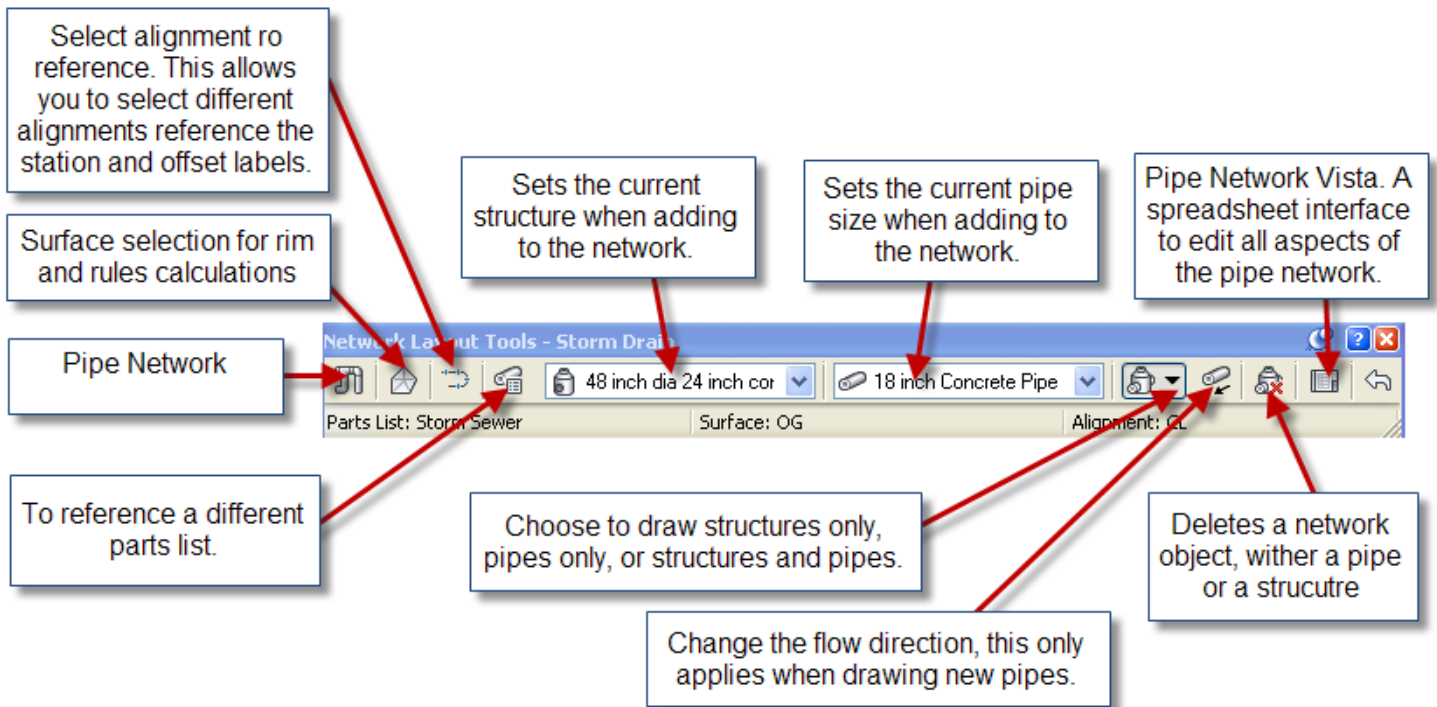 Select alignment ro
reference. This allows
you to select different
alignments reference the
station and offset labels.
Surface selection for rim
and rules calculations
Pipe Network
Sets the current
structure when adding
to the network.
Sets the current pipe
size when adding to
the network.
Pipe Network Vista. A
spreadsheet interface
to edit all aspects of
the pipe network.
Network Layout Tools - Storm Drain
48 inch dia 24 inch cor
18 inch Concrete Pipe
Parts List: Storm Sewer
Surface: OG
Alignment: CL
To reference a different
parts list.
Choose to draw structures only,
pipes only, or structures and pipes.
Change the flow direction, this only
applies when drawing new pipes.
Deletes a network
object, wither a pipe
or a strucutre